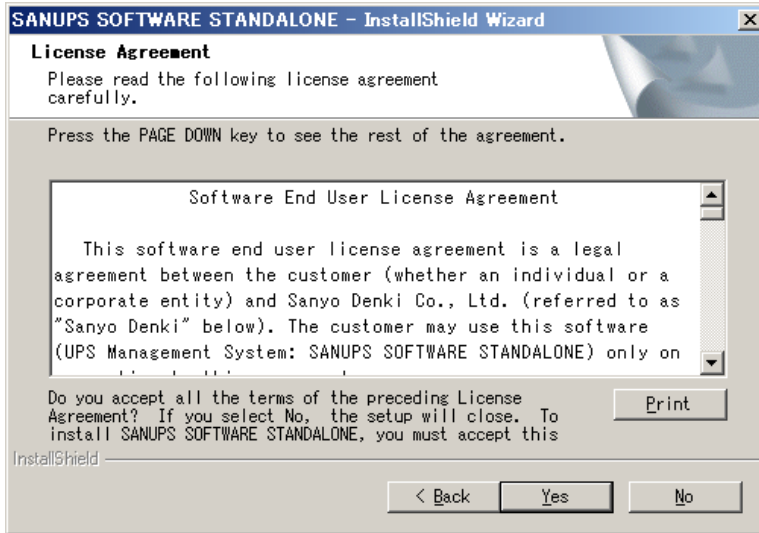 SANUPS SOFTWARE STANDALONE - InstallShield Wizard
License Agreement
Please read the following license agreement
carefully.
Press the PAGE DOWN key to see the rest of the agreement.
Software End User License Agreement
This software end user license agreement is a legal
agreement between the customer (whether an individual or a
corporate entity) and Sanyo Denki Co., Ltd. (referred to as
"Sanyo Denki" below). The customer may use this software
(UPS Management System: SANUPS SOFTWARE STANDALONE) only on
Do you accept all the terms of the preceding License
Agreement? If you select No, the setup will close. To
install SANUPS SOFTWARE STANDALONE, you must accept this
Print
InstallShield
< Back Yes No